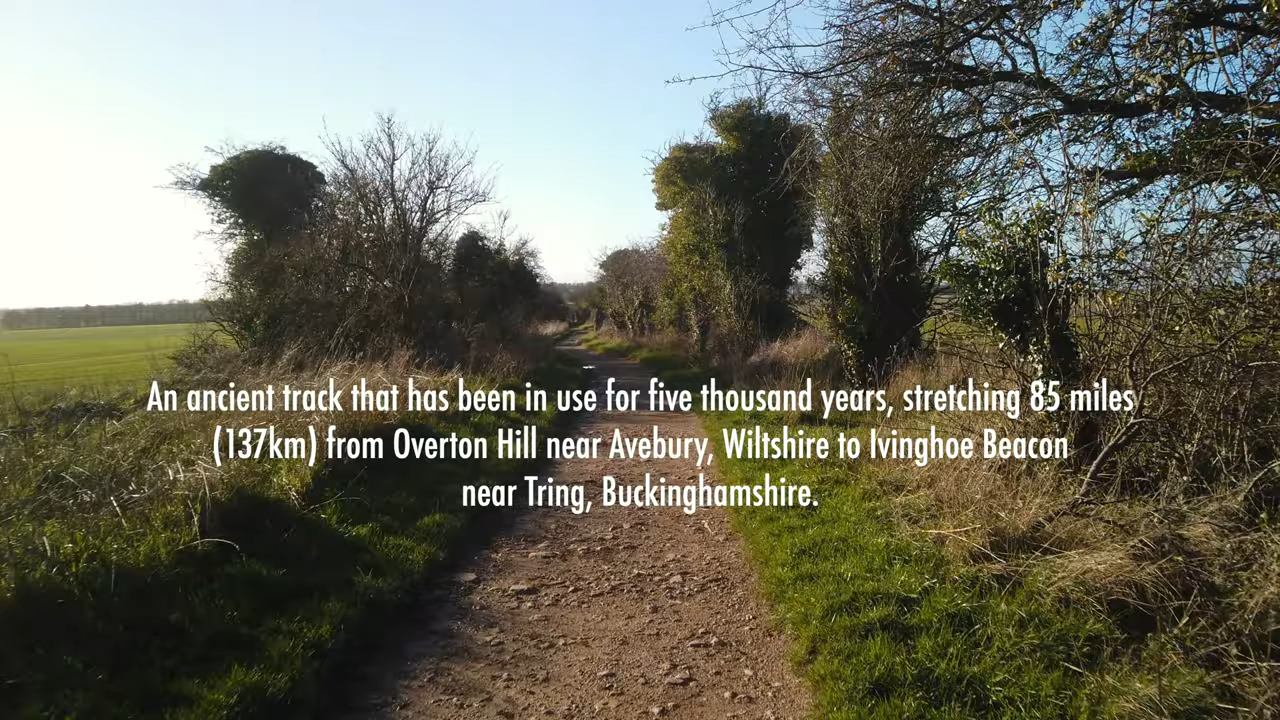 An ancient track that has been in use for five thousand years, stretching 85 miles
(137km) from Overton Hill near Avebury, Wiltshire to Ivinghoe Beacon
near Tring, Buckinghamshire.